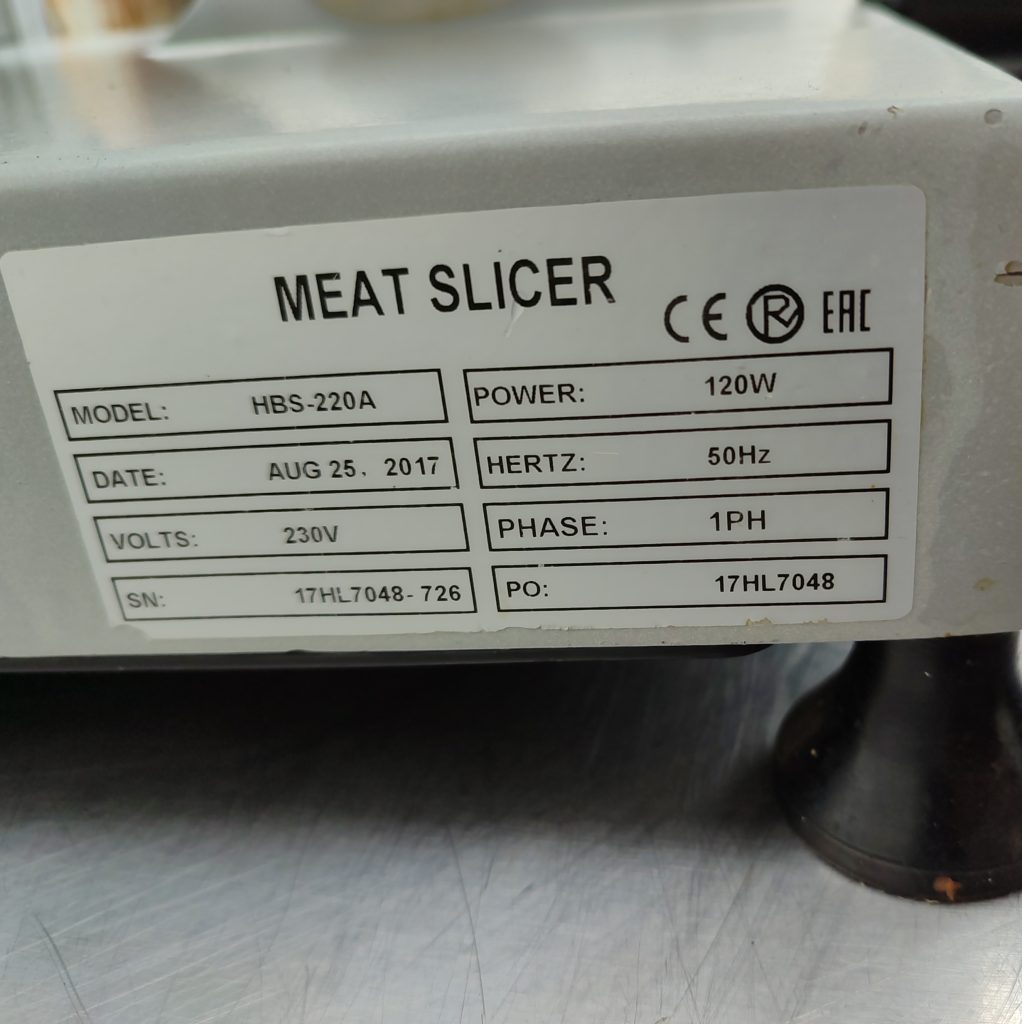 MEAT SLICER
CE R EAC
MODEL: HBS-220A
POWER: 120W
DATE: AUG 25, 2017
HERTZ: 50Hz
VOLTS: 230V
PHASE: 1PH
SN: 17HL7048-726
PO: 17HL7048